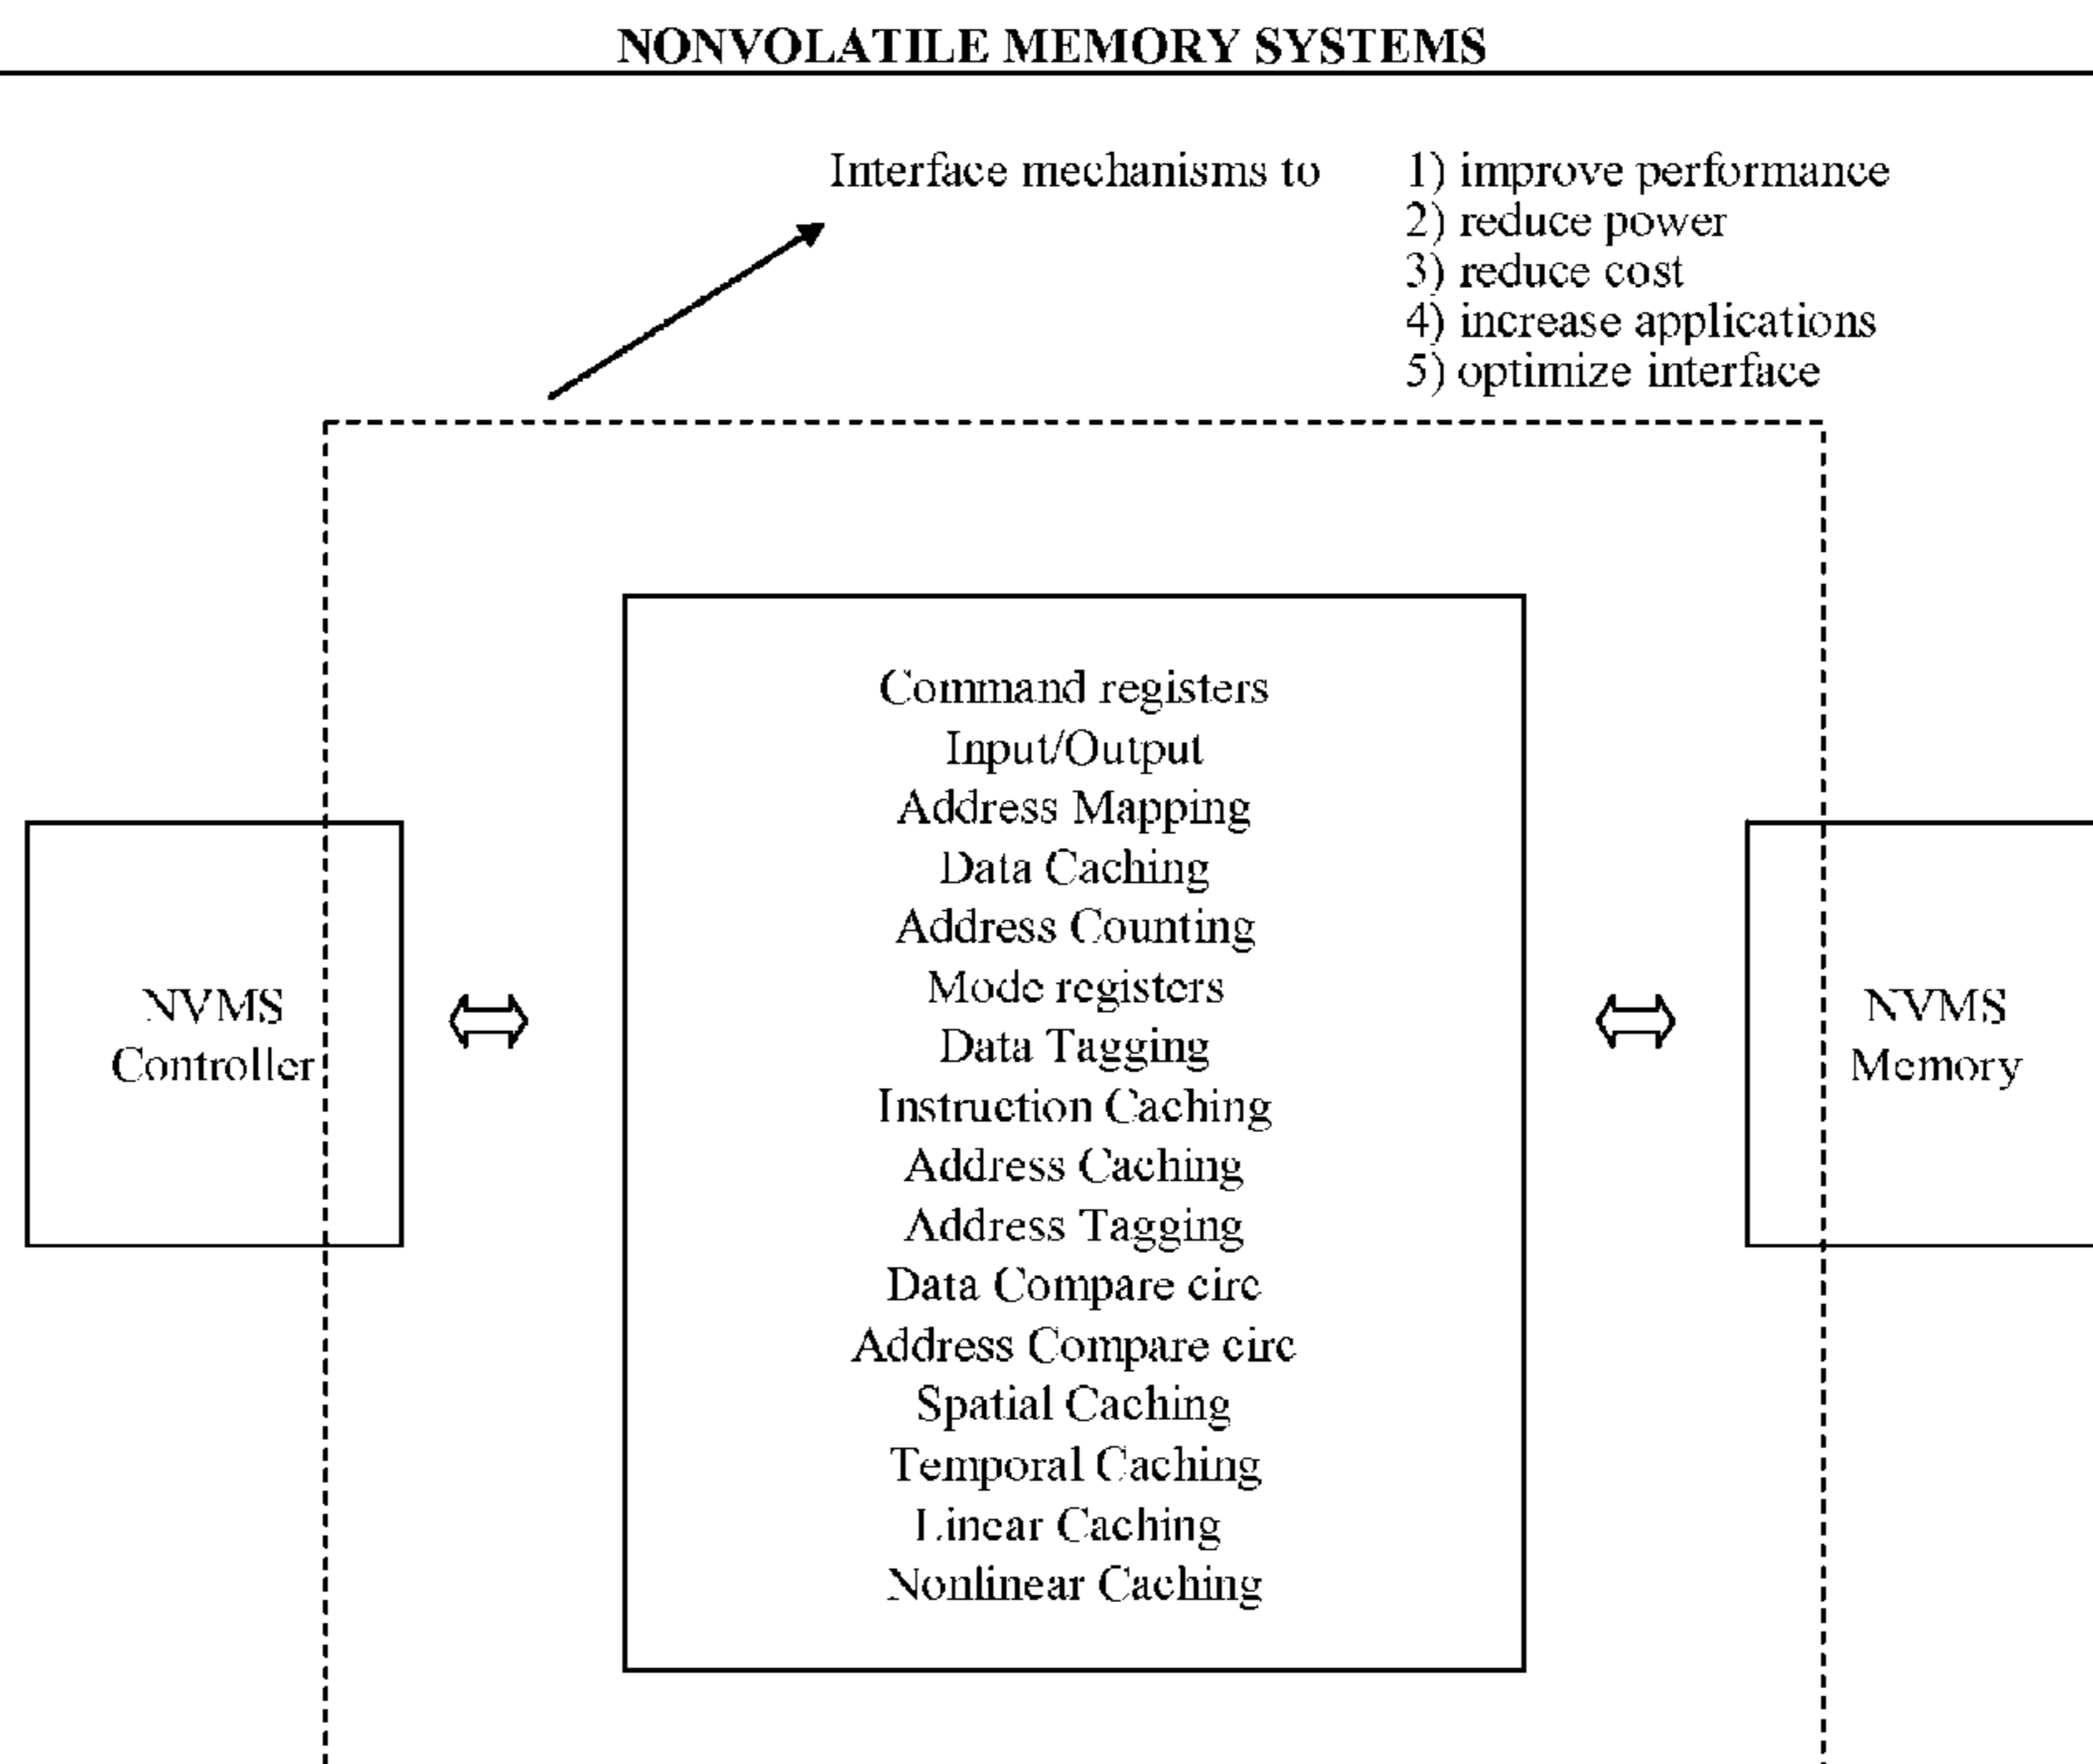 NONVOLATILE MEMORY SYSTEMS
Interface mechanisms to
1) improve performance
2) reduce power
3) reduce cost
4) increase applications
5) optimize interface
NVMS
Controller
Command registers
Input/Output
Address Mapping
Data Caching
Address Counting
Mode registers
Data Tagging
Instruction Caching
Address Caching
Address Tagging
Data Compare circ
Address Compare circ
Spatial Caching
Temporal Caching
Linear Caching
Nonlinear Caching
NVMS
Memory